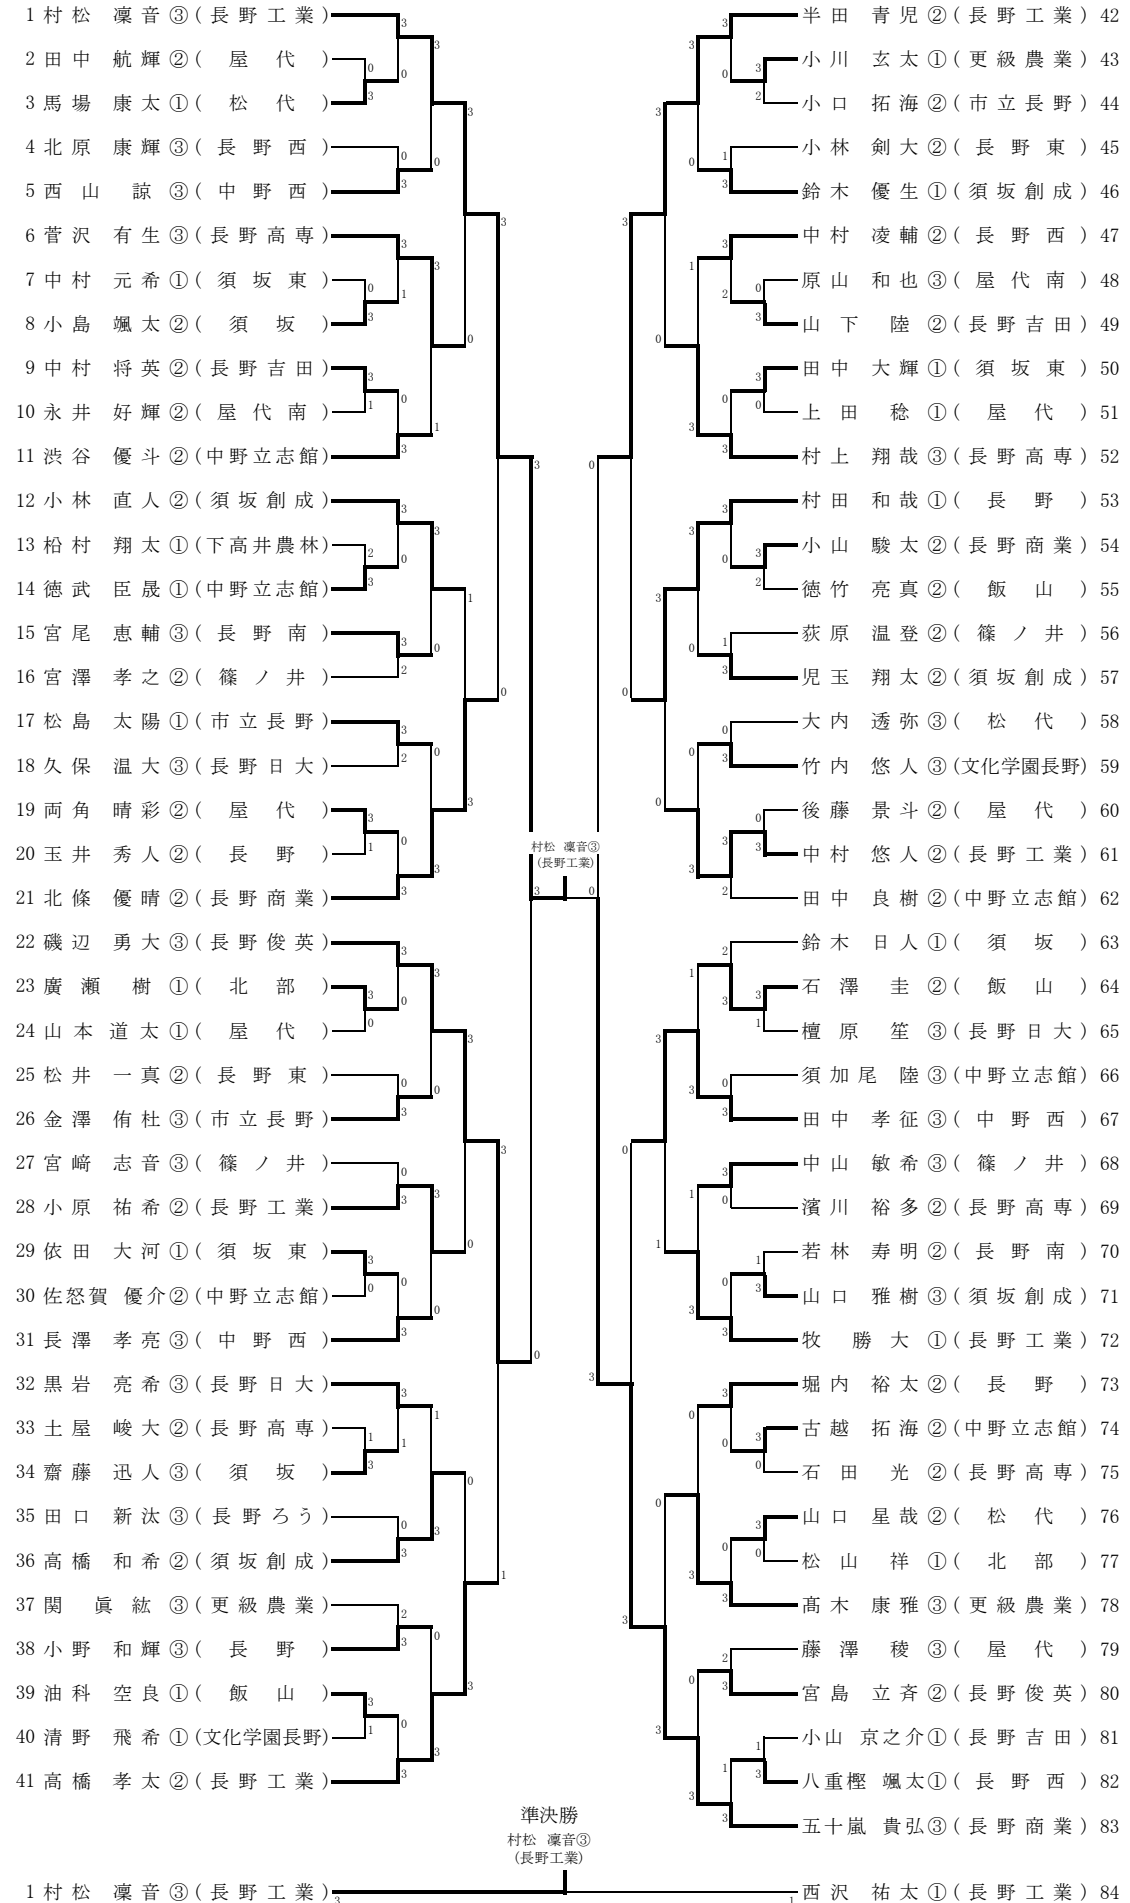 1 村松 凜音③(長野工業)
2 田中 航輝②(屋代)
3 馬場 康太①(松代)
4 北原 康輝③(長野西)
5 西山 諒③(中野西)
6 菅沢 有生③(長野高専)
7 中村 元希①(須坂東)
8 小島 颯太②(須坂)
9 中村 将英②(長野吉田)
10 永井 好輝②(屋代南)
11 渋谷 優斗②(中野立志館)
12 小林 直人②(須坂創成)
13 松村 翔太①(下高井農林)
14 徳武 臣晟①(中野立志館)
15 宮尾 恵輔③(長野南)
16 宮澤 孝之②(篠ノ井)
17 松島 太陽①(市立長野)
18 久保 温大③(長野日大)
19 両角 晴彩②(屋代)
20 玉井 秀人②(長野)
21 北條 優晴②(長野商業)
22 磯辺 勇大③(長野俊英)
23 廣瀬 樹①(北部)
24 山本 道太①(屋代)
25 松井 一真②(長野東)
26 金澤 侑杜③(市立長野)
27 宮﨑 志音③(篠ノ井)
28 小原 祐希②(長野工業)
29 依田 大河①(須坂東)
30 佐怒賀 優介②(中野立志館)
31 長澤 孝亮③(中野西)
32 黒岩 亮希③(長野日大)
33 土屋 峻大②(長野高専)
34 齋藤 迅人③(須坂)
35 田口 新汰③(長野ろう)
36 高橋 和希②(須坂創成)
37 関 眞紘③(更級農業)
38 小野 和輝③(長野)
39 油科 空良①(飯山)
40 清野 飛希①(文化学園長野)
41 高橋 孝太②(長野工業)
半田 青児②(長野工業) 42
小川 玄太①(更級農業) 43
小口 拓海②(市立長野) 44
小林 剣大②(長野東) 45
鈴木 優生①(須坂創成) 46
中村 凌輔②(長野西) 47
原山 和也③(屋代南) 48
山下 陸②(長野吉田) 49
田中 大輝①(須坂東) 50
上田 稔①(屋代) 51
村上 翔哉③(長野高専) 52
村田 和哉①(長野) 53
小山 駿太②(長野商業) 54
徳竹 亮真②(飯山) 55
荻原 温登②(篠ノ井) 56
児玉 翔太②(須坂創成) 57
大内 透弥③(松代) 58
竹内 悠人③(文化学園長野) 59
後藤 景斗②(屋代) 60
中村 悠人②(長野工業) 61
田中 良樹②(中野立志館) 62
鈴木 日人①(須坂) 63
石澤 圭②(飯山) 64
檀原 笙③(長野日大) 65
須加尾 陸③(中野立志館) 66
田中 孝征③(中野西) 67
中山 敏希③(篠ノ井) 68
濱川 裕多②(長野高専) 69
若林 寿明②(長野南) 70
山口 雅樹③(須坂創成) 71
牧 勝大①(長野工業) 72
堀内 裕太②(長野) 73
古越 拓海②(中野立志館) 74
石田 光②(長野高専) 75
山口 星哉②(松代) 76
松山 祥①(北部) 77
髙木 康雅③(更級農業) 78
藤澤 稜③(屋代) 79
宮島 立斉②(長野俊英) 80
小山 京之介①(長野吉田) 81
八重樫 颯太①(長野西) 82
五十嵐 貴弘③(長野商業) 83
村松 凜音③
(長野工業)
3 0
準決勝
村松 凜音③
(長野工業)
1 村松 凜音③(長野工業) 3 1 西沢 祐太①(長野工業) 84